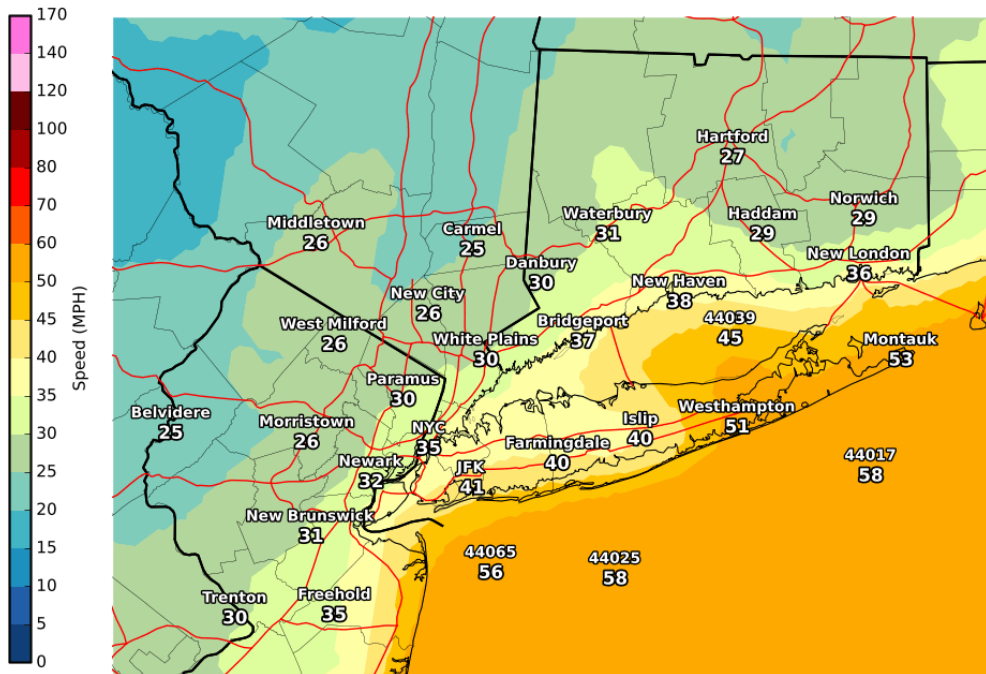 170
140
120
100
80
70
60
50
45
40
35
30
25
20
15
10
5
0
Speed (MPH)
Hartford
27
Middletown
26
Carmel
25
Waterbury
31
Haddam
29
Norwich
29
Danbury
30
New London
36
New Haven
38
New City
26
West Milford
26
White Plains
30
Bridgeport
37
44039
45
Montauk
53
Paramus
30
Belvidere
25
Morristown
26
NYC
35
Islip
40
Westhampton
51
Farmingdale
40
Newark
32
JFK
41
44017
58
New Brunswick
31
44065
56
44025
58
Trenton
30
Freehold
35